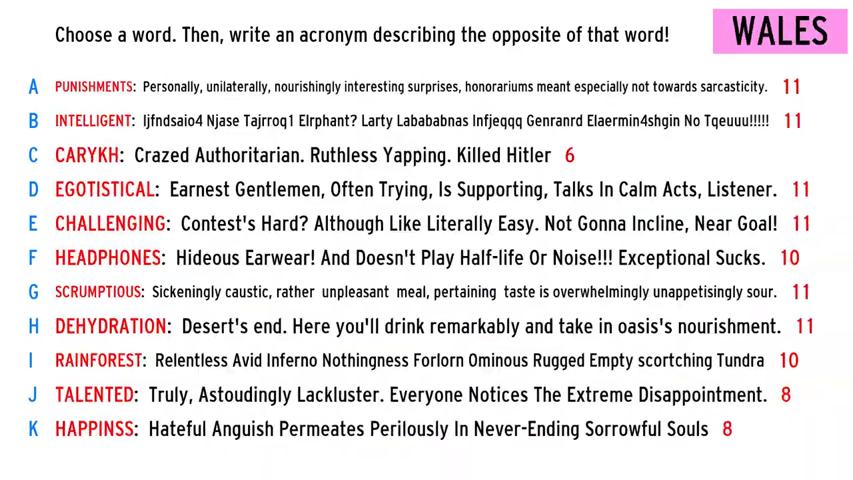 Choose a word. Then, write an acronym describing the opposite of that word!
WALES
A PUNISHMENTS: Personally, unilaterally, nourishingly interesting surprises, honorariums meant especially not towards sarcasticity. 11
B INTELLIGENT: Ijfndsaio4 Njase Tajrroq1 Elrphant? Larty Labababnas Infjeqqq Genranrd Elaermin4shgin No Tqeuuu!!!!! 11
C CARYKH: Crazed Authoritarian. Ruthless Yapping. Killed Hitler 6
D EGOTISTICAL: Earnest Gentlemen, Often Trying, Is Supporting, Talks In Calm Acts, Listener. 11
E CHALLENGING: Contest's Hard? Although Like Literally Easy. Not Gonna Incline, Near Goal! 11
F HEADPHONES: Hideous Earwear! And Doesn't Play Half-life Or Noise!!! Exceptional Sucks. 10
G SCRUMPTIOUS: Sickeningly caustic, rather unpleasant meal, pertaining taste is overwhelmingly unappetisingly sour. 11
H DEHYDRATION: Desert's end. Here you'll drink remarkably and take in oasis's nourishment. 11
I RAINFOREST: Relentless Avid Inferno Nothingness Forlorn Ominous Rugged Empty scortching Tundra 10
J TALENTED: Truly, Astoudingly Lackluster. Everyone Notices The Extreme Disappointment. 8
K HAPPINSS: Hateful Anguish Permeates Perilously In Never-Ending Sorrowful Souls 8